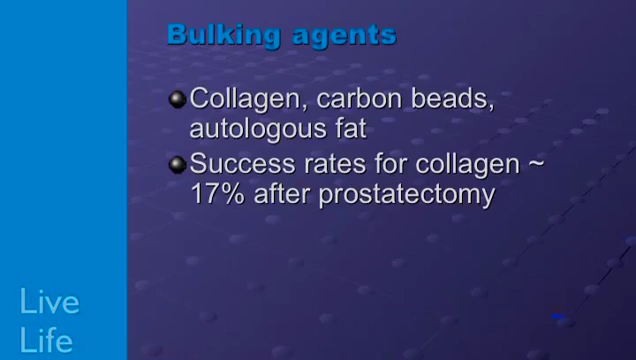 Bulking agents
Collagen, carbon beads,
autologous fat
Success rates for collagen ~
17% after prostatectomy
Live
Life